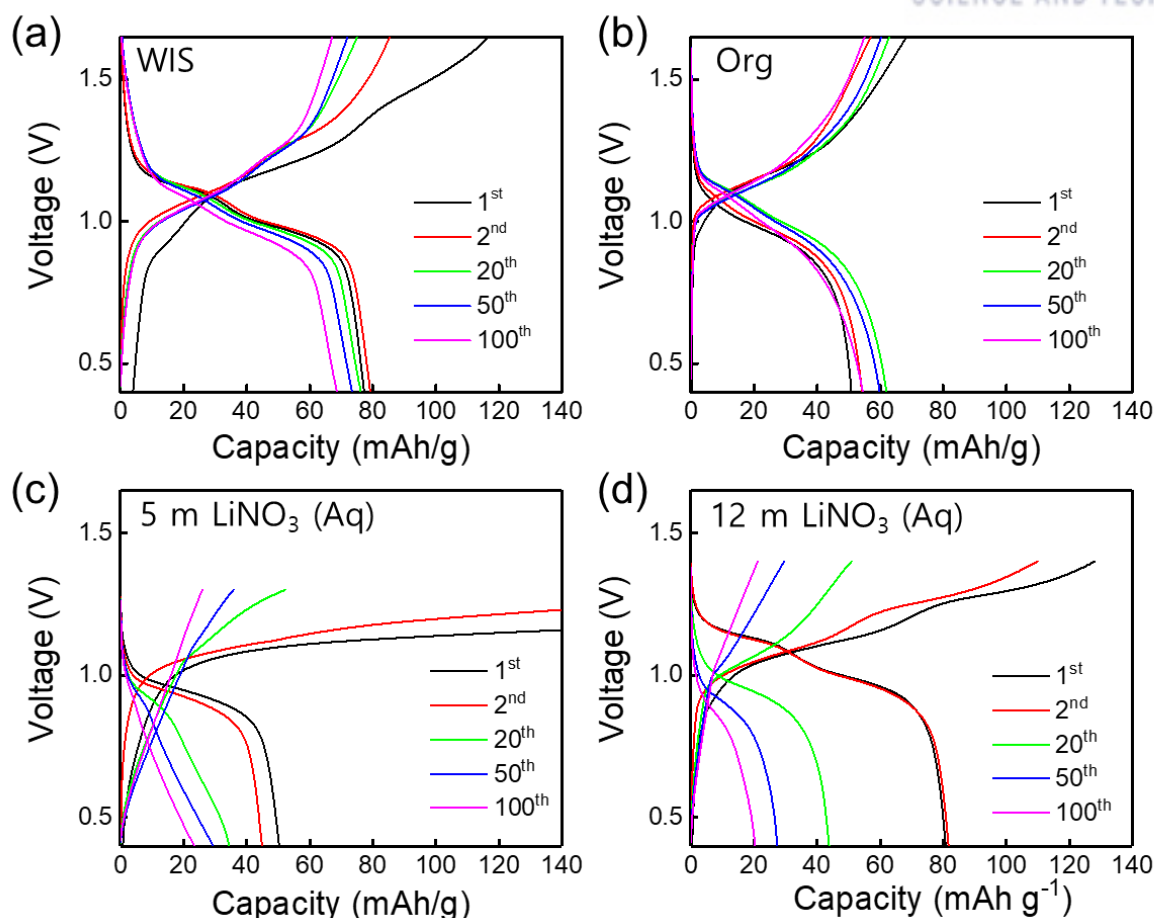 SCIENCE AND TECH
(a)
WIS
Voltage (V)
1.5
1.0
0.5
1st
2nd
20th
50th
100th
0 20 40 60 80 100 120 140
Capacity (mAh/g)
(b)
Org
Voltage (V)
1.5
1.0
0.5
1st
2nd
20th
50th
100th
0 20 40 60 80 100 120 140
Capacity (mAh/g)
(c)
5 m LiNO₃ (Aq)
Voltage (V)
1.5
1.0
0.5
1st
2nd
20th
50th
100th
0 20 40 60 80 100 120 140
Capacity (mAh/g)
(d)
12 m LiNO₃ (Aq)
Voltage (V)
1.5
1.0
0.5
1st
2nd
20th
50th
100th
0 20 40 60 80 100 120 140
Capacity (mAh g⁻¹)